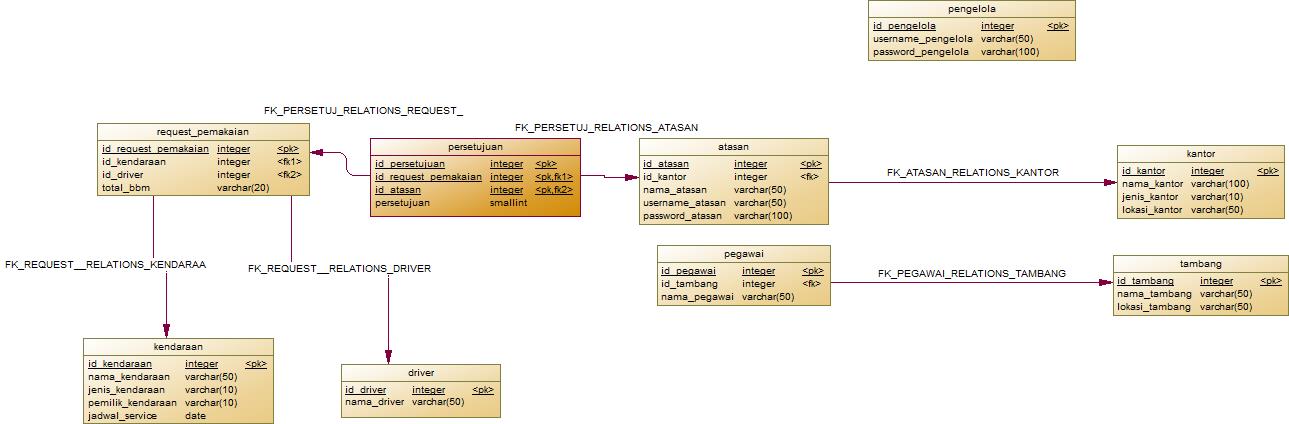 pengelola
id_pengelola integer <pk>
username_pengelola varchar(50)
password_pengelola varchar(100)
FK_PERSETUJ_RELATIONS_REQUEST_
request_pemakaian
id_request_pemakaian integer <pk>
id_kendaraan integer <fk1>
id_driver integer <fk2>
total_bbm varchar(20)
FK_PERSETUJ_RELATIONS_ATASAN
persetujuan
id_persetujuan integer <pk>
id_request_pemakaian integer <pk,fk1>
id_atasan integer <pk,fk2>
persetujuan smallint
atasan
id_atasan integer <pk>
id_kantor integer <fk>
nama_atasan varchar(50)
username_atasan varchar(50)
password_atasan varchar(100)
FK_ATASAN_RELATIONS_KANTOR
kantor
id_kantor integer <pk>
nama_kantor varchar(100)
jenis_kantor varchar(10)
lokasi_kantor varchar(50)
FK_REQUEST__RELATIONS_KENDARAA
FK_REQUEST__RELATIONS_DRIVER
pegawai
id_pegawai integer <pk>
id_tambang integer <fk>
nama_pegawai varchar(50)
FK_PEGAWAI_RELATIONS_TAMBANG
tambang
id_tambang integer <pk>
nama_tambang varchar(50)
lokasi_tambang varchar(50)
kendaraan
id_kendaraan integer <pk>
nama_kendaraan varchar(50)
jenis_kendaraan varchar(10)
pemilik_kendaraan varchar(10)
jadwal_service date
driver
id_driver integer <pk>
nama_driver varchar(50)